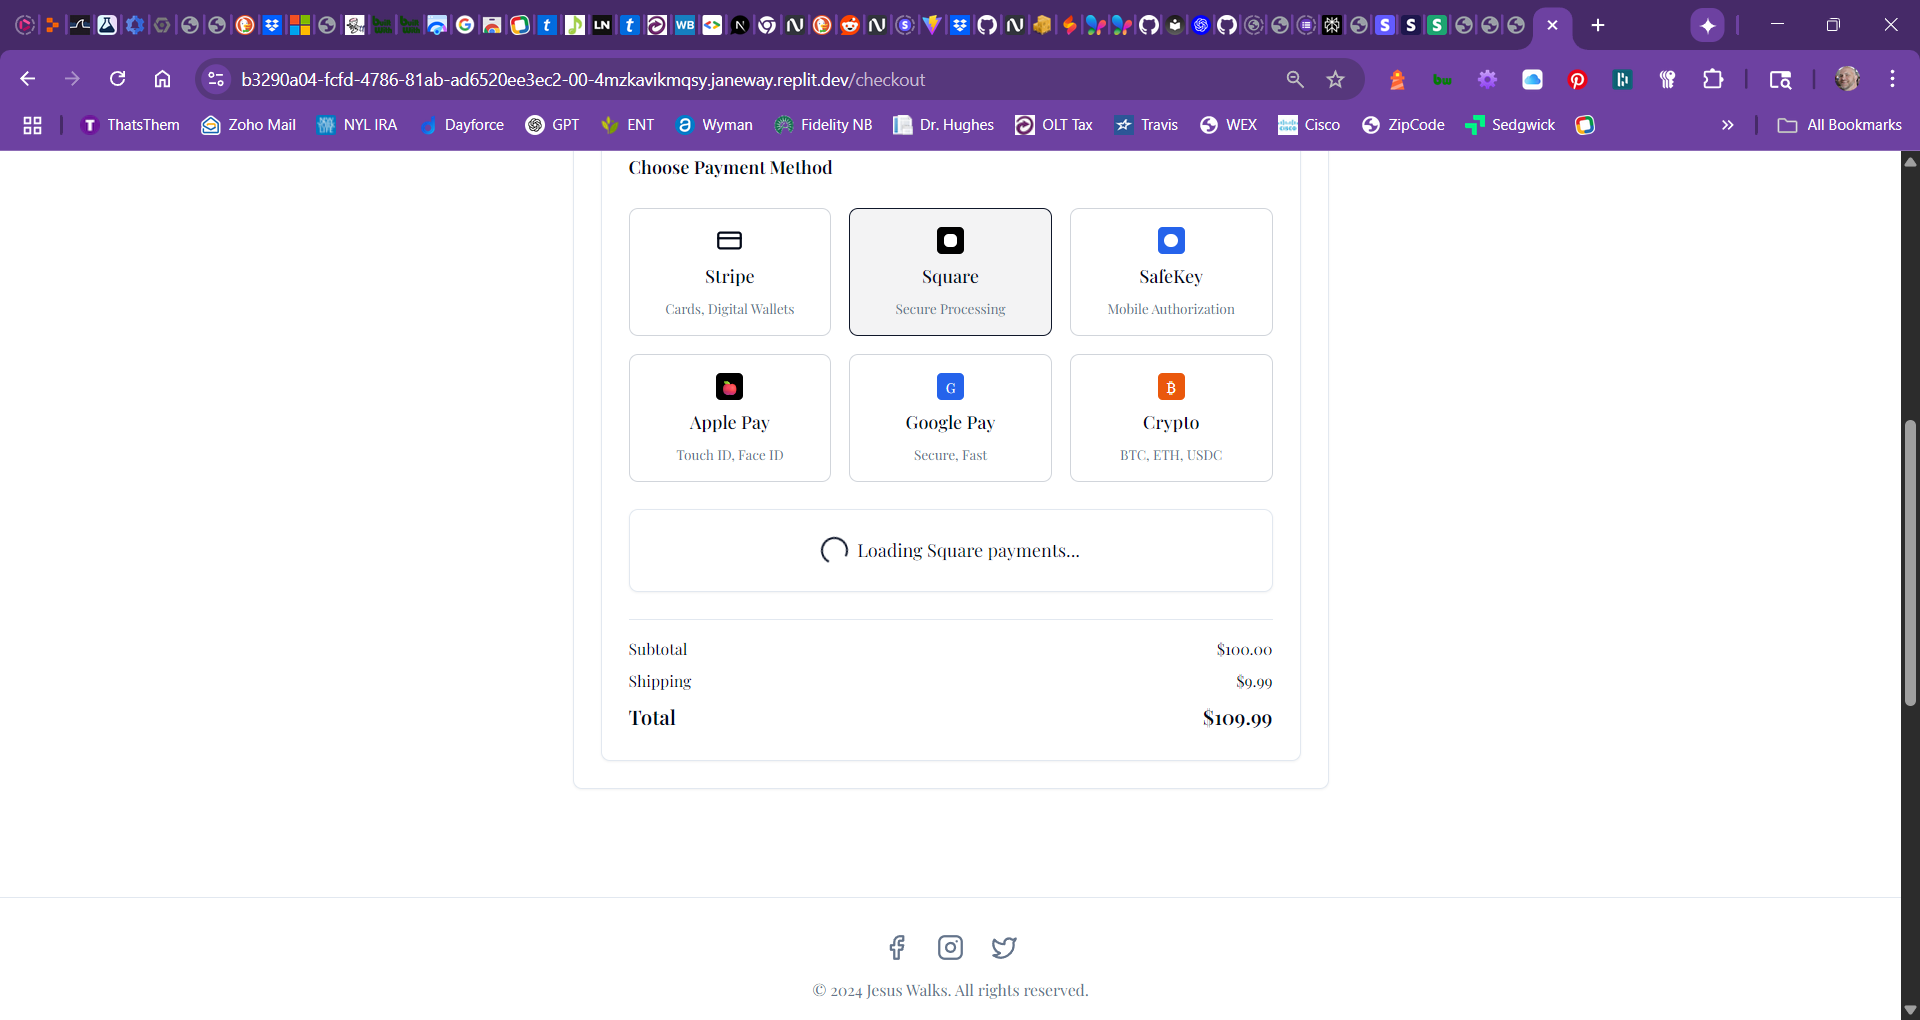 b3290a04-fcfd-4786-81ab-ad6520ee3ec2-00-4mzkavikmqsy.janeway.replit.dev/checkout
ThatsThem
Zoho Mail
NYL IRA
Dayforce
GPT
ENT
Wyman
Fidelity NB
Dr. Hughes
OLT Tax
Travis
WEX
Cisco
ZipCode
Sedgwick
»
All Bookmarks
Choose Payment Method
Stripe
Cards, Digital Wallets
Square
Secure Processing
SafeKey
Mobile Authorization
Apple Pay
Touch ID, Face ID
G
Google Pay
Secure, Fast
₿
Crypto
BTC, ETH, USDC
Loading Square payments...
Subtotal $100.00
Shipping $9.99
Total $109.99
© 2024 Jesus Walks. All rights reserved.